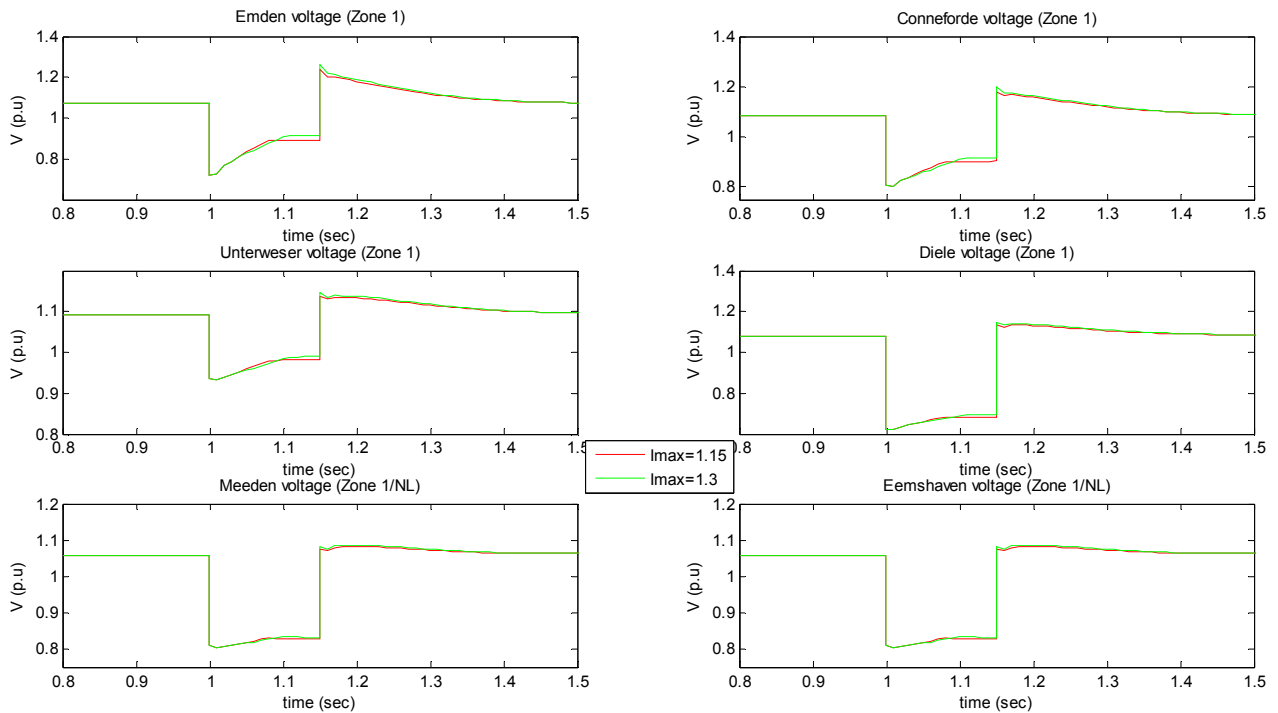 Emden voltage (Zone 1)
1.4
1.2
1
0.8
V (p.u)
0.8 0.9 1 1.1 1.2 1.3 1.4 1.5
time (sec)
Conneforde voltage (Zone 1)
1.4
1.2
1
0.8
V (p.u)
0.8 0.9 1 1.1 1.2 1.3 1.4 1.5
time (sec)
Unterweser voltage (Zone 1)
1.1
1
0.9
0.8
V (p.u)
0.8 0.9 1 1.1 1.2 1.3 1.4 1.5
Diele voltage (Zone 1)
1.4
1.2
1
0.8
V (p.u)
0.8 0.9 1 1.1 1.2 1.3 1.4 1.5
time (sec)
Imax=1.15
Imax=1.3
Meeden voltage (Zone 1/NL)
1.2
1.1
1
0.9
0.8
V (p.u)
0.8 0.9 1 1.1 1.2 1.3 1.4 1.5
time (sec)
Eemshaven voltage (Zone 1/NL)
1.2
1.1
1
0.9
0.8
V (p.u)
0.8 0.9 1 1.1 1.2 1.3 1.4 1.5
time (sec)